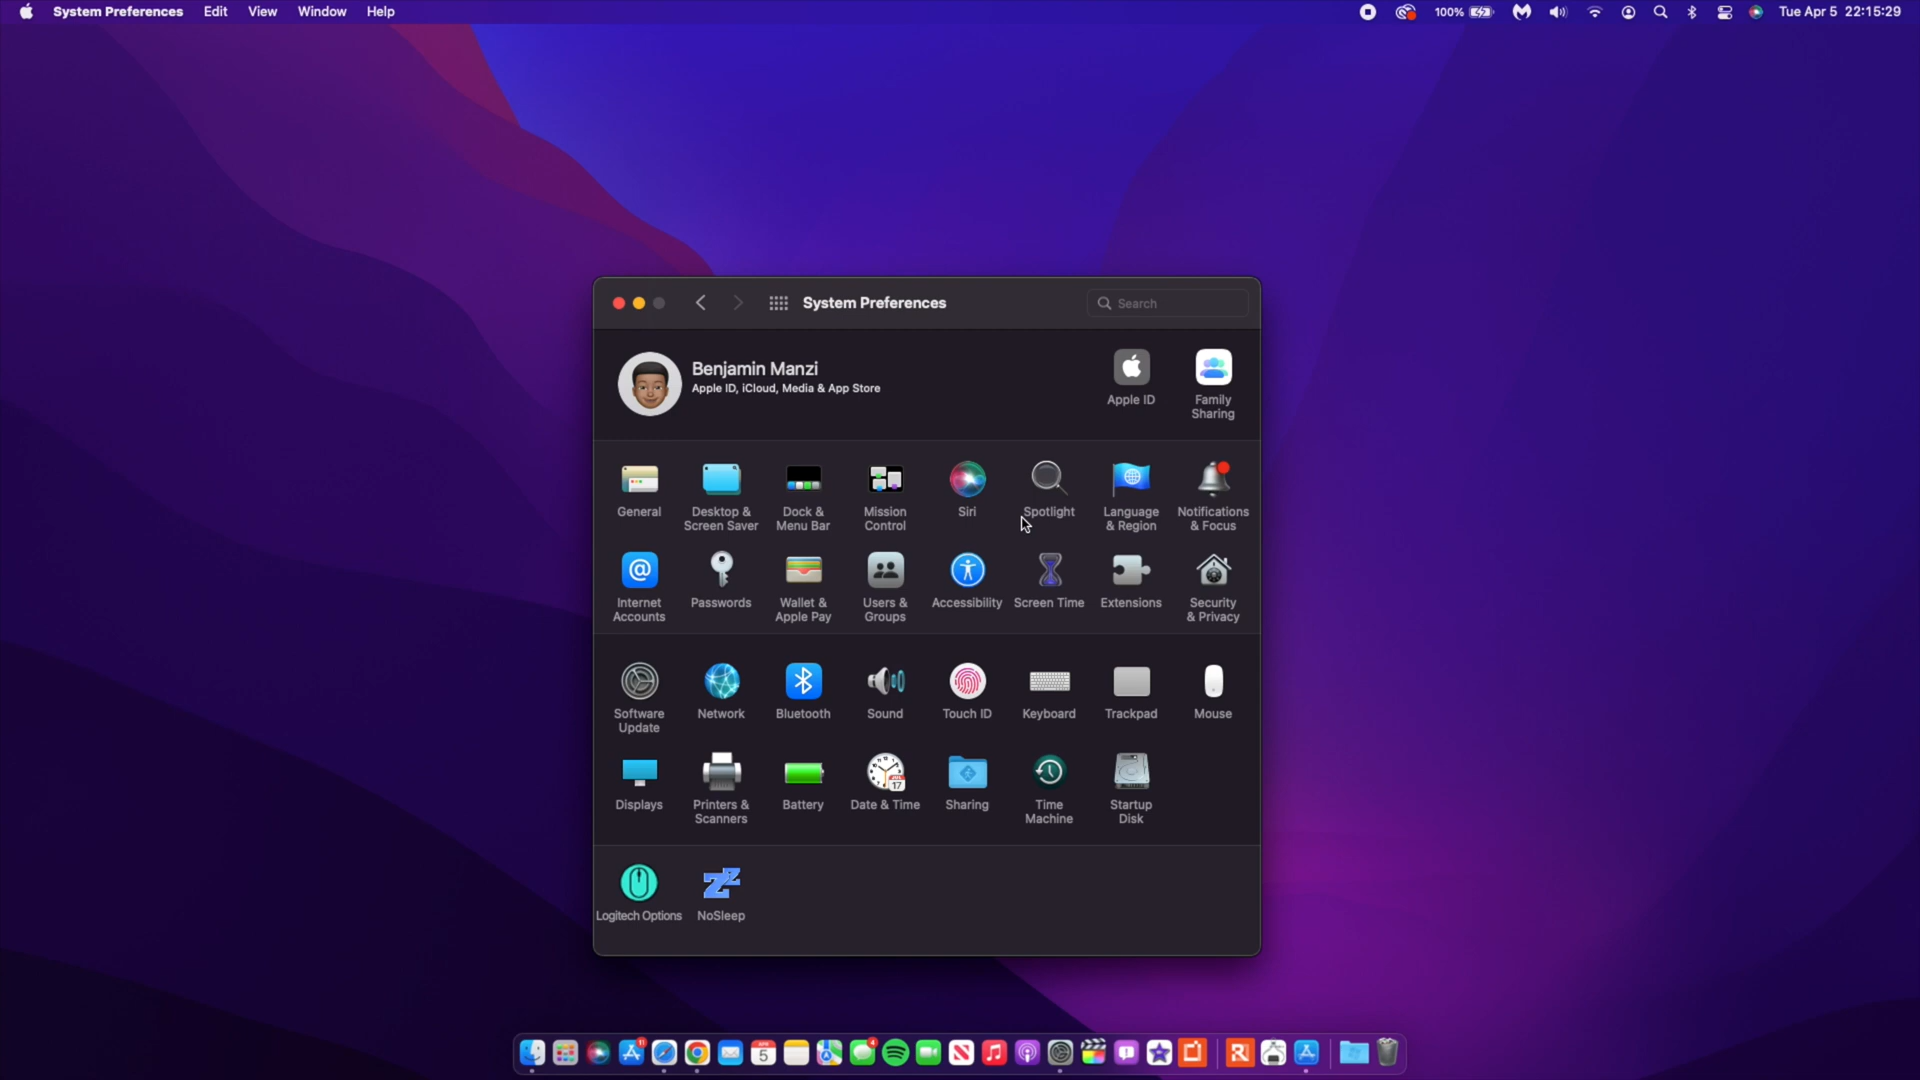 System Preferences Edit View Window Help
100%
Tue Apr 5 22:15:29
System Preferences
Search
Benjamin Manzi
Apple ID, iCloud, Media & App Store
Apple ID
Family
Sharing
General
Desktop &
Screen Saver
Dock &
Menu Bar
Mission
Control
Siri
Spotlight
Language
& Region
Notifications
& Focus
Internet
Accounts
Passwords
Wallet &
Apple Pay
Users &
Groups
Accessibility
Screen Time
Extensions
Security
& Privacy
Software
Update
Network
Bluetooth
Sound
Touch ID
Keyboard
Trackpad
Mouse
Displays
Printers &
Scanners
Battery
Date & Time
Sharing
Time
Machine
Startup
Disk
Logitech Options
NoSleep